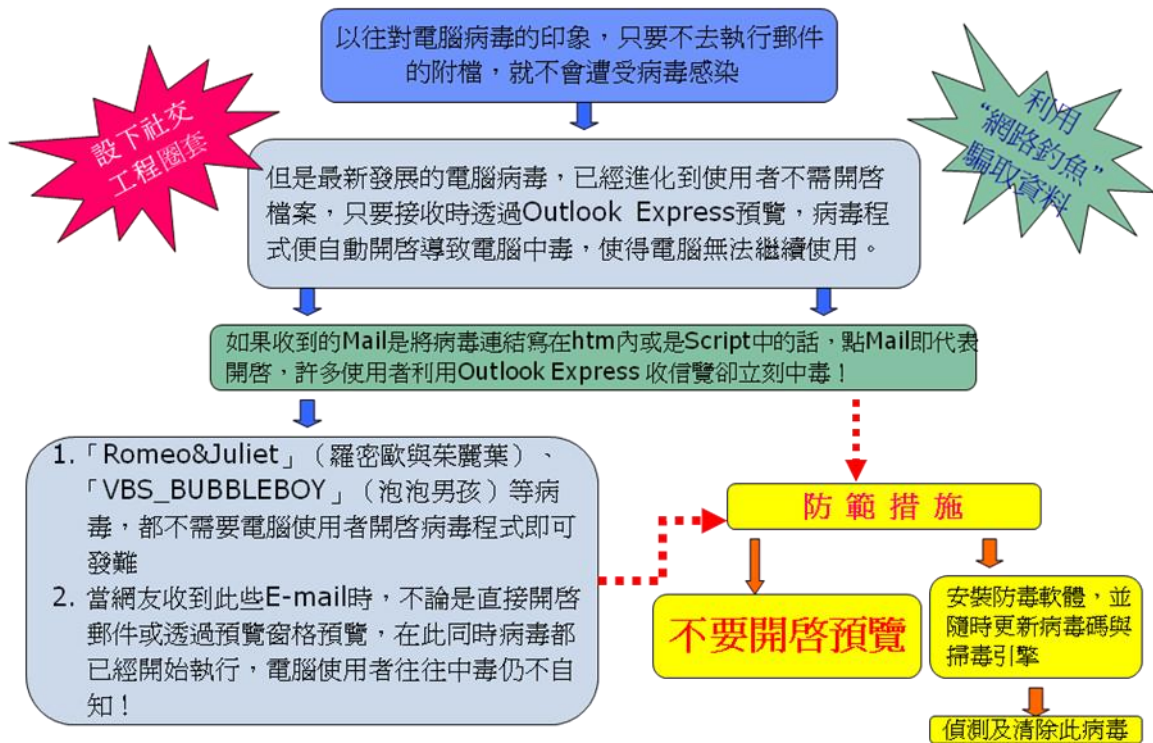 以往對電腦病毒的印象，只要不去執行郵件
的附檔，就不會遭受病毒感染
設下社交
工程圈套
利用
“網路釣魚”
騙取資料
但是最新發展的電腦病毒，已經進化到使用者不需開啟
檔案，只要接收時透過Outlook Express預覽，病毒程
式便自動開啟導致電腦中毒，使得電腦無法繼續使用。
如果收到的Mail是將病毒連結寫在htm內或是Script中的話，點Mail即代表
開啟，許多使用者利用Outlook Express 收信覽卻立刻中毒！
1.「Romeo&Juliet」（羅密歐與茱麗葉）、
「VBS_BUBBLEBOY」（泡泡男孩）等病
毒，都不需要電腦使用者開啟病毒程式即可
發難
2. 當網友收到此些E-mail時，不論是直接開啟
郵件或透過預覽窗格預覽，在此同時病毒都
已經開始執行，電腦使用者往往中毒仍不自
知！
防範措施
不要開啟預覽
安裝防毒軟體，並
隨時更新病毒碼與
掃毒引擎
偵測及清除此病毒